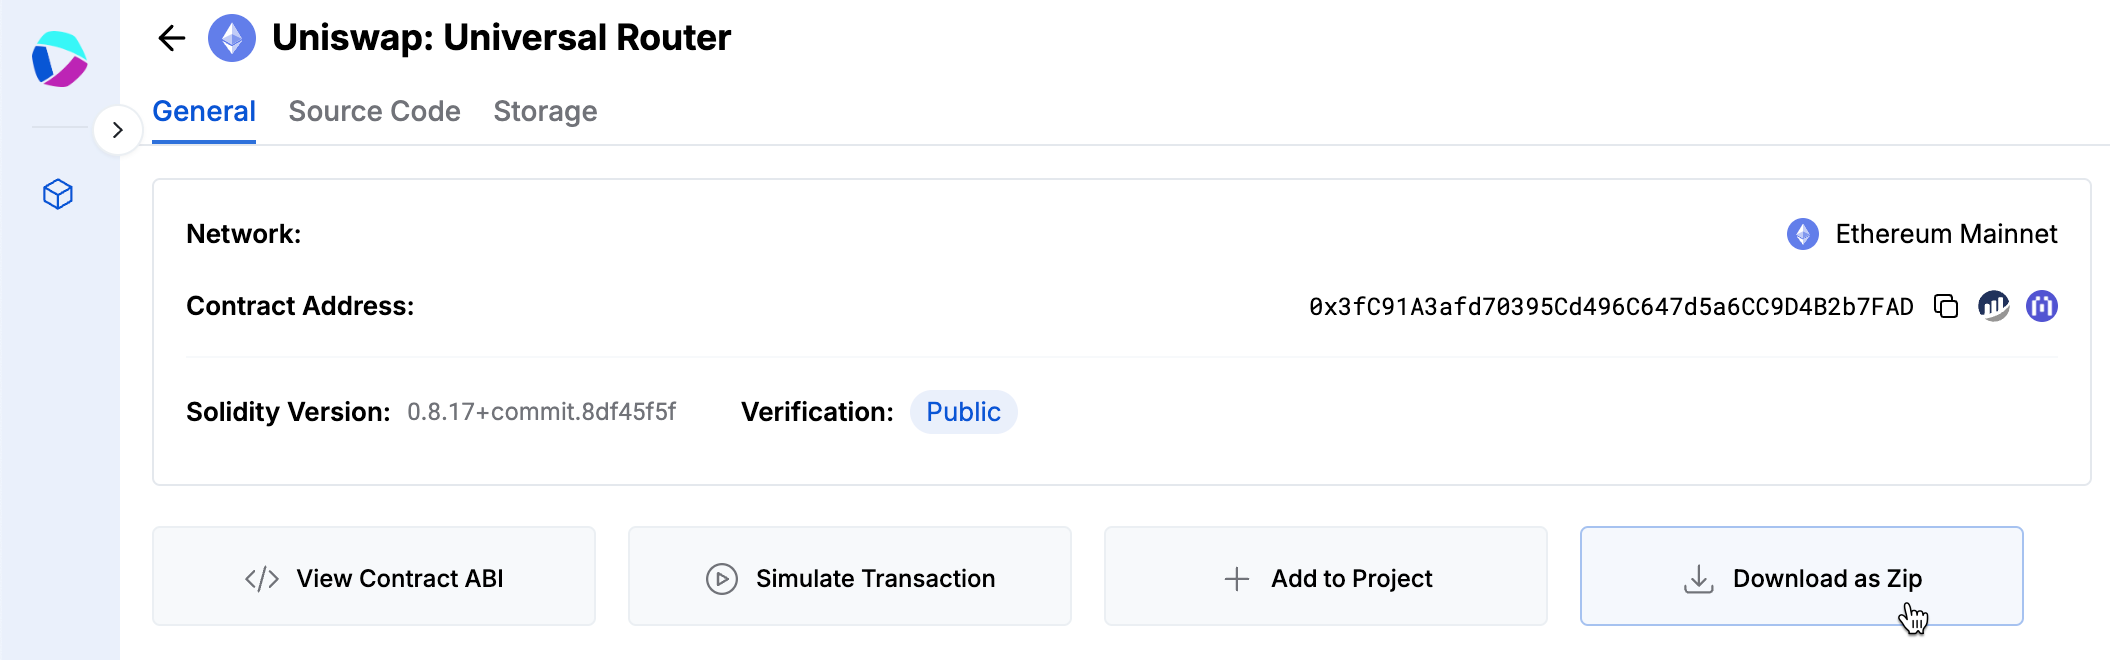 Uniswap: Universal Router
General Source Code Storage
Network: Ethereum Mainnet
Contract Address: 0x3fC91A3afd70395Cd496C647d5a6CC9D4B2b7FAD
Solidity Version: 0.8.17+commit.8df45f5f Verification: Public
View Contract ABI Simulate Transaction Add to Project Download as Zip